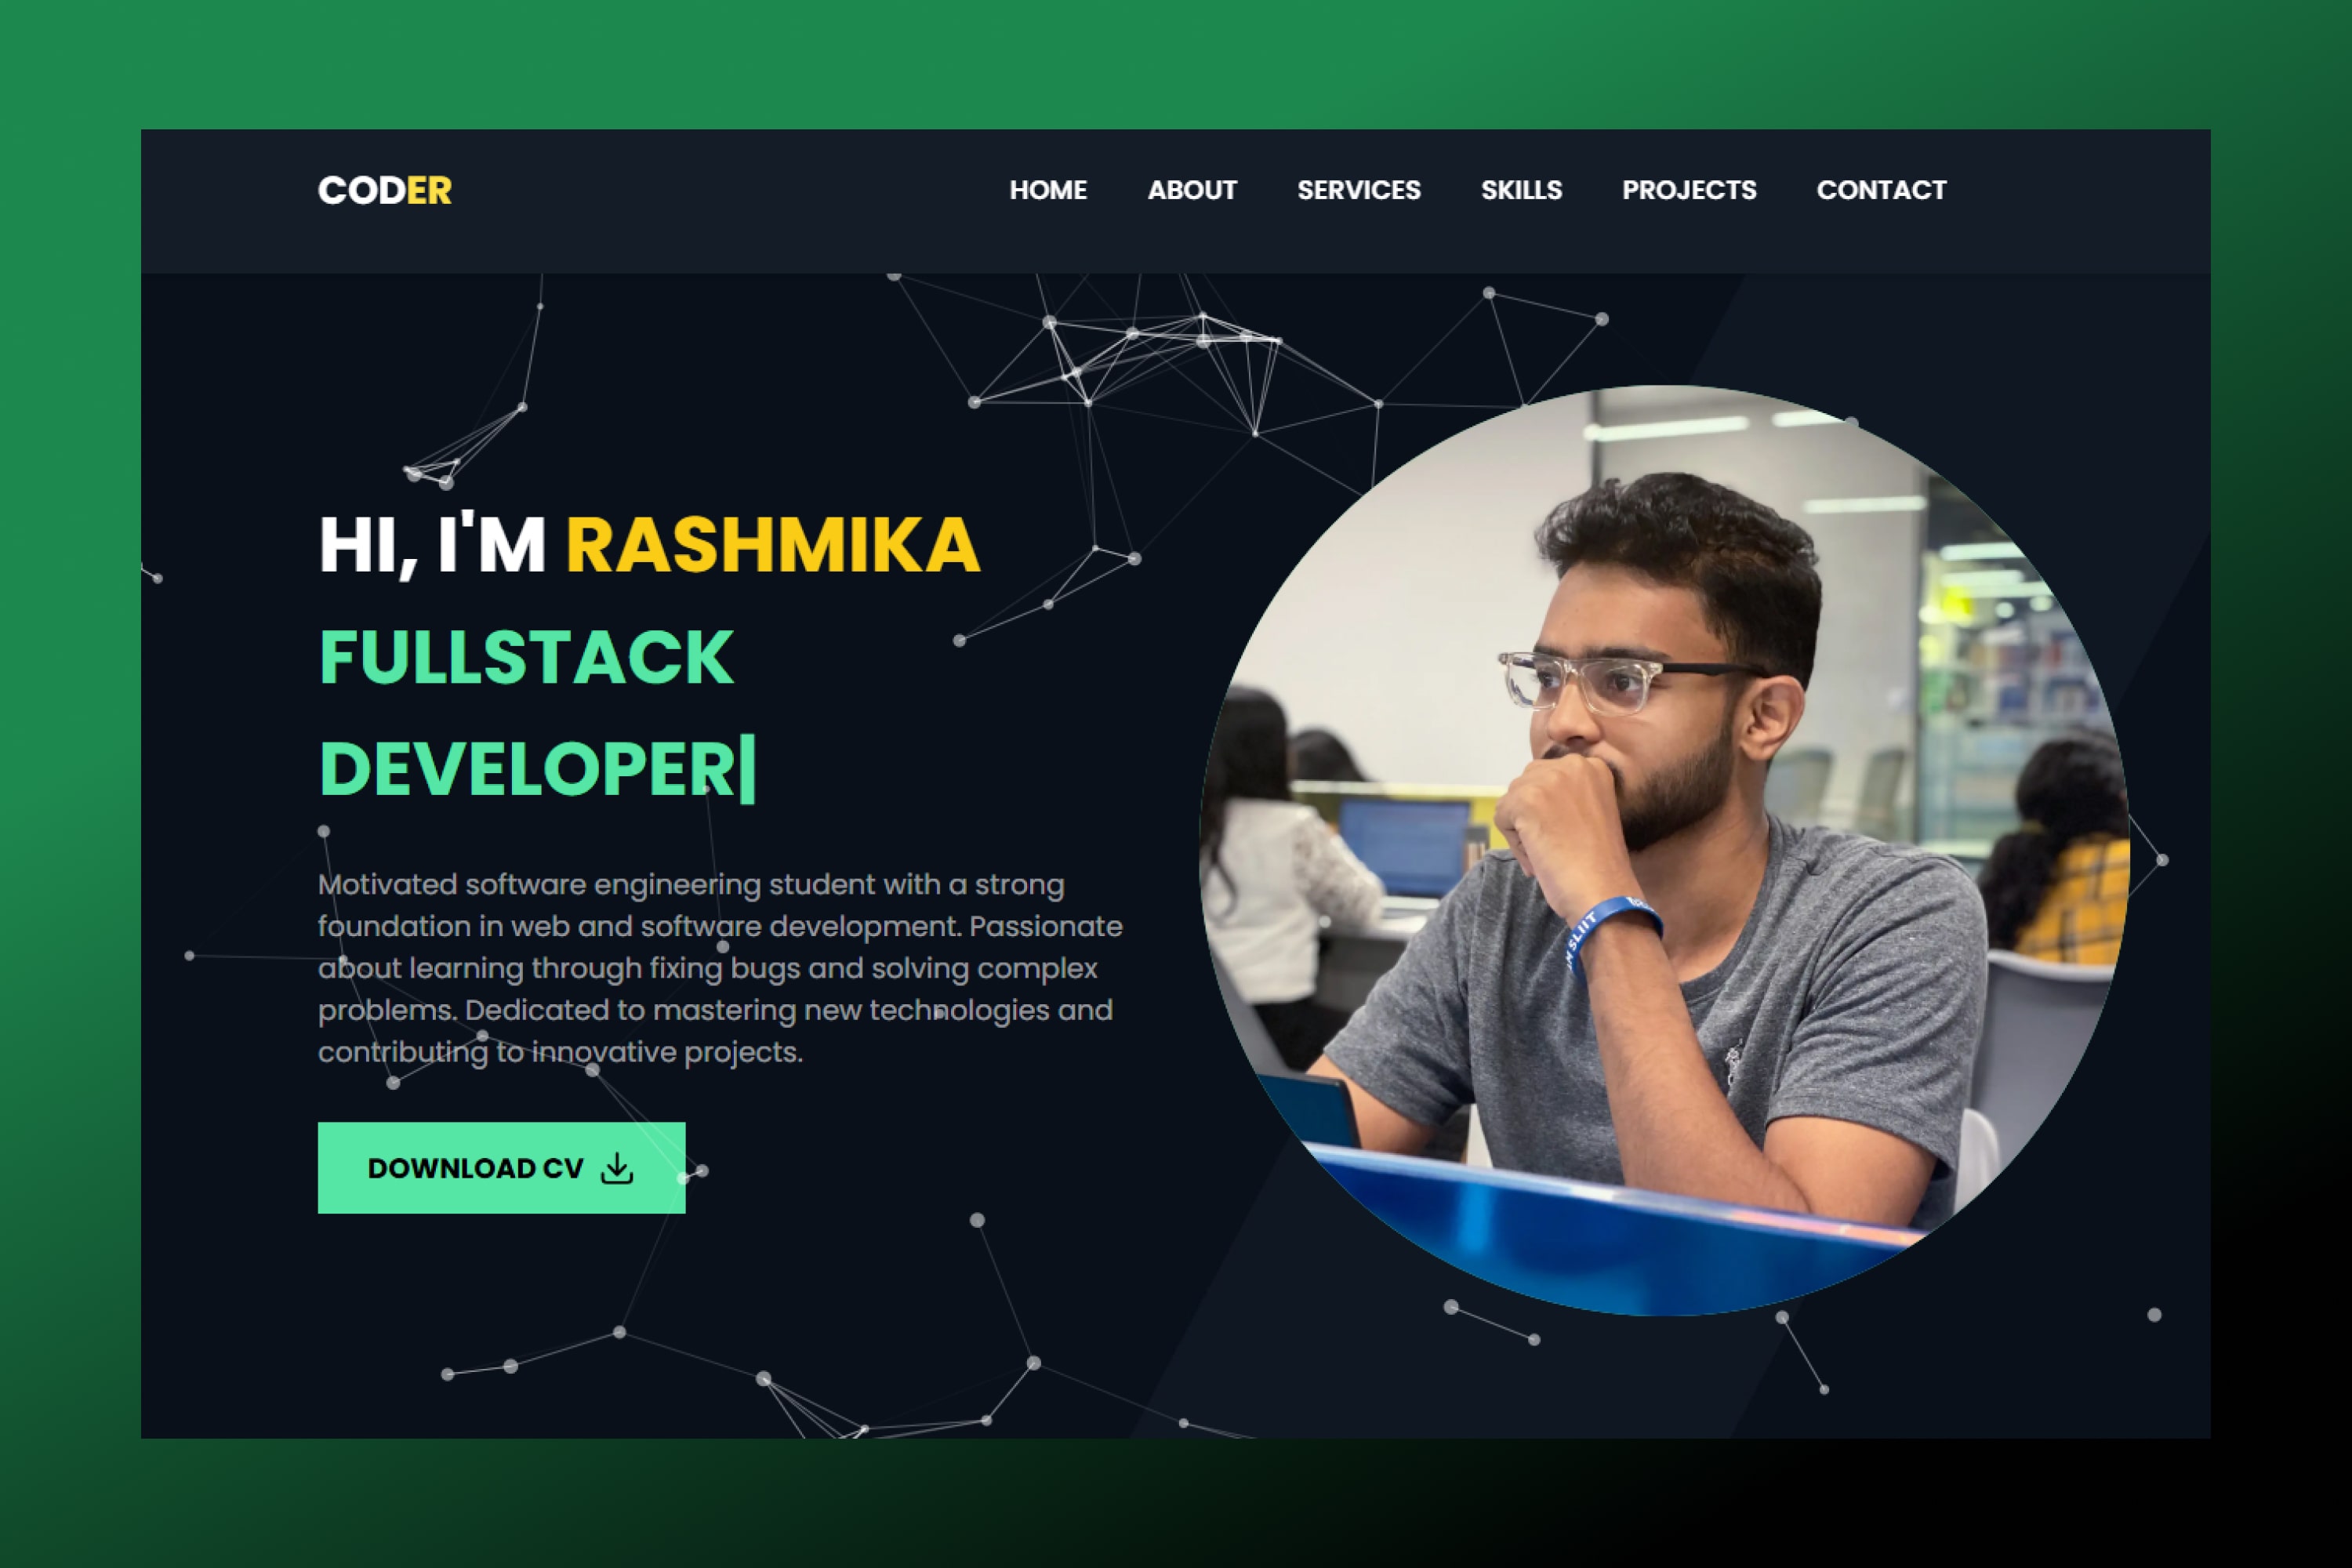 CODER
HOME ABOUT SERVICES SKILLS PROJECTS CONTACT
HI, I'M RASHMIKA
FULLSTACK
DEVELOPER|
Motivated software engineering student with a strong
foundation in web and software development. Passionate
about learning through fixing bugs and solving complex
problems. Dedicated to mastering new technologies and
contributing to innovative projects.
DOWNLOAD CV
SLIIT